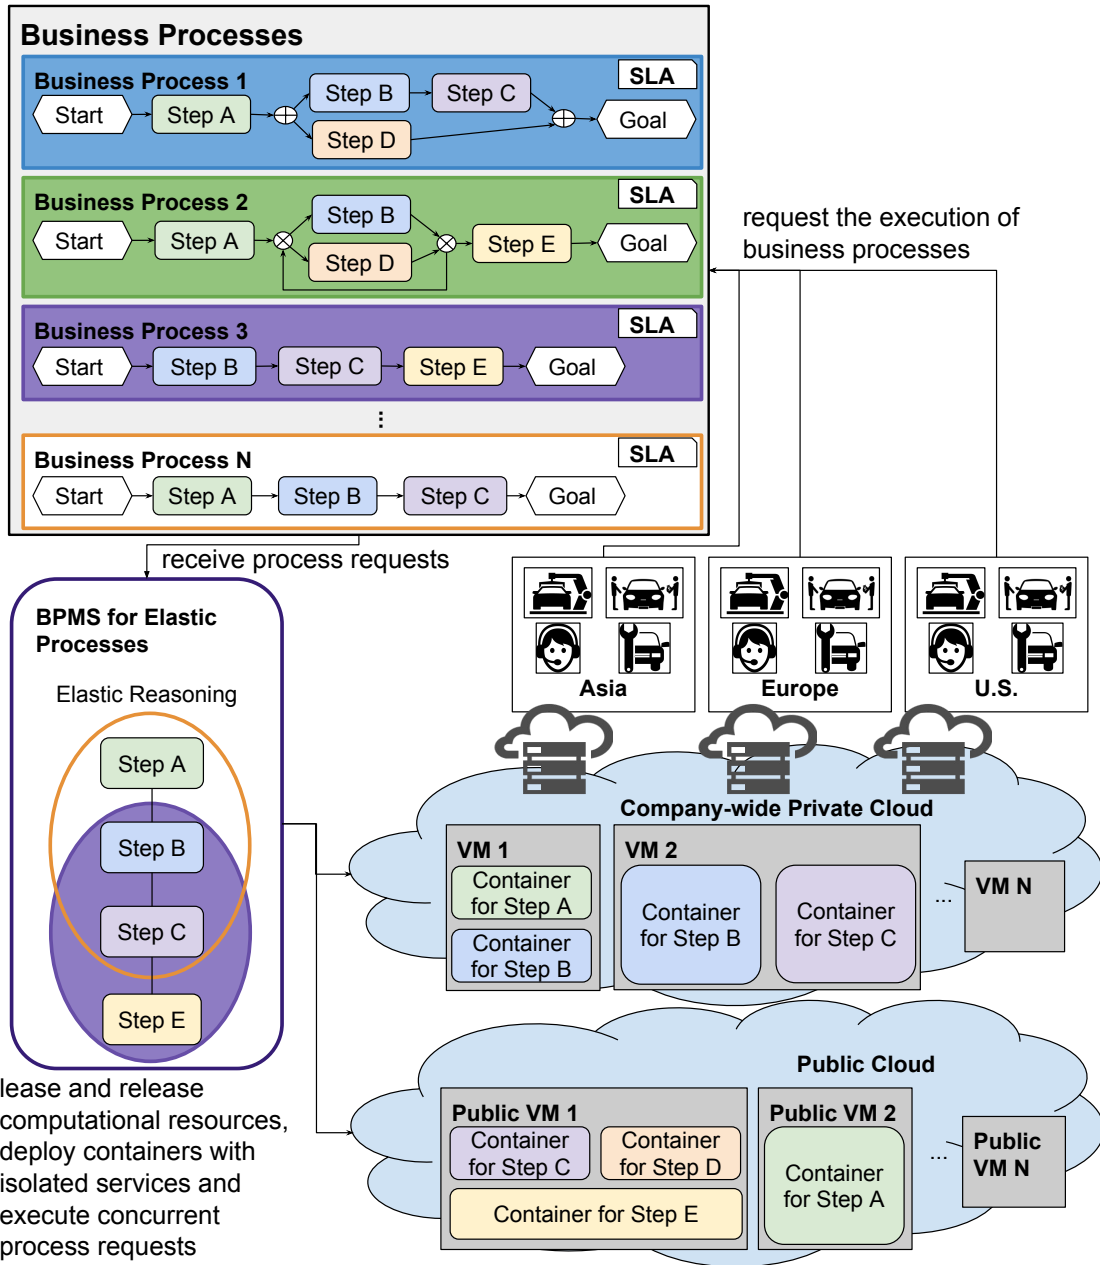 Business Processes
Business Process 1
SLA
Start
Step A
Step B
Step C
Step D
Goal
Business Process 2
SLA
Start
Step A
Step B
Step D
Step E
Goal
Business Process 3
SLA
Start
Step B
Step C
Step E
Goal
...
Business Process N
SLA
Start
Step A
Step B
Step C
Goal
request the execution of
business processes
receive process requests
BPMS for Elastic
Processes
Elastic Reasoning
Step A
Step B
Step C
Step E
lease and release
computational resources,
deploy containers with
isolated services and
execute concurrent
process requests
Asia
Europe
U.S.
Company-wide Private Cloud
VM 1
Container
for Step A
Container
for Step B
VM 2
Container
for Step B
Container
for Step C
...
VM N
Public Cloud
Public VM 1
Container
for Step C
Container
for Step D
Container for Step E
Public VM 2
Container
for Step A
...
Public
VM N